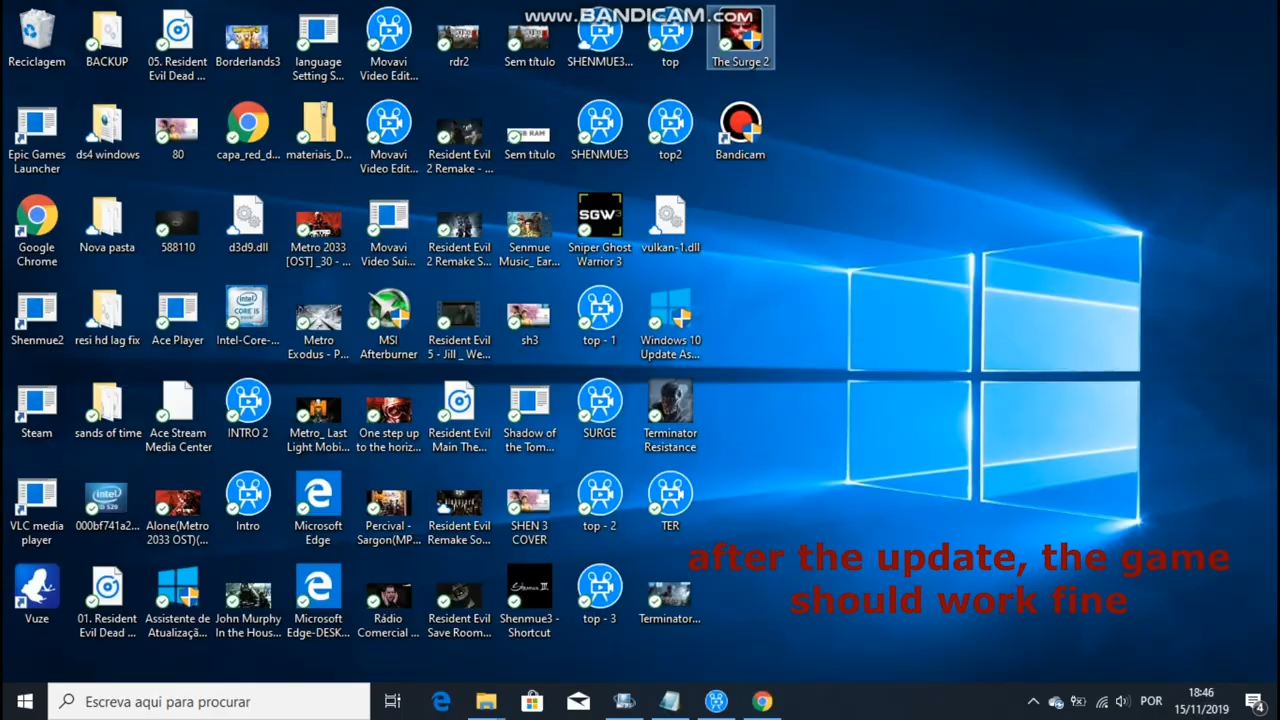 www.BANDICAM.com
Reciclagem
BACKUP
05. Resident
Evil Dead ...
Borderlands3
language
Setting S...
Movavi
Video Edit...
rdr2
Sem título
SHENMUE3...
top
The Surge 2
Epic Games
Launcher
ds4 windows
80
capa_red_d...
materiais_D...
Movavi
Video Edit...
Resident Evil
2 Remake - ...
Sem título
SHENMUE3
top2
Bandicam
Google
Chrome
Nova pasta
588110
d3d9.dll
Metro 2033
[OST] _30 - ...
Movavi
Video Sui...
Resident Evil
2 Remake S...
Senmue
Music_ Ear...
SGW3
Sniper Ghost
Warrior 3
vulkan-1.dll
Shenmue2
resi hd lag fix
Ace Player
Intel-Core-...
Metro
Exodus - P...
MSI
Afterburner
Resident Evil
5 - Jill _ We...
sh3
top - 1
Windows 10
Update As...
Steam
sands of time
Ace Stream
Media Center
INTRO 2
Metro_ Last
Light Mobi...
One step up
to the horiz...
Resident Evil
Main The...
Shadow of
the Tom...
SURGE
Terminator
Resistance
VLC media
player
000bf741a2...
Alone(Metro
2033 OST)(...
Intro
Microsoft
Edge
Percival -
Sargon(MP...
Resident Evil
Remake So...
SHEN 3
COVER
top - 2
TER
Vuze
01. Resident
Evil Dead ...
Assistente de
Atualizaçã...
John Murphy
In the Hous...
Microsoft
Edge-DESK...
Rádio
Comercial ...
Resident Evil
Save Room...
Shenmue3 -
Shortcut
top - 3
Terminator...
after the update, the game
should work fine
Escreva aqui para procurar
POR
18:46
15/11/2019
4